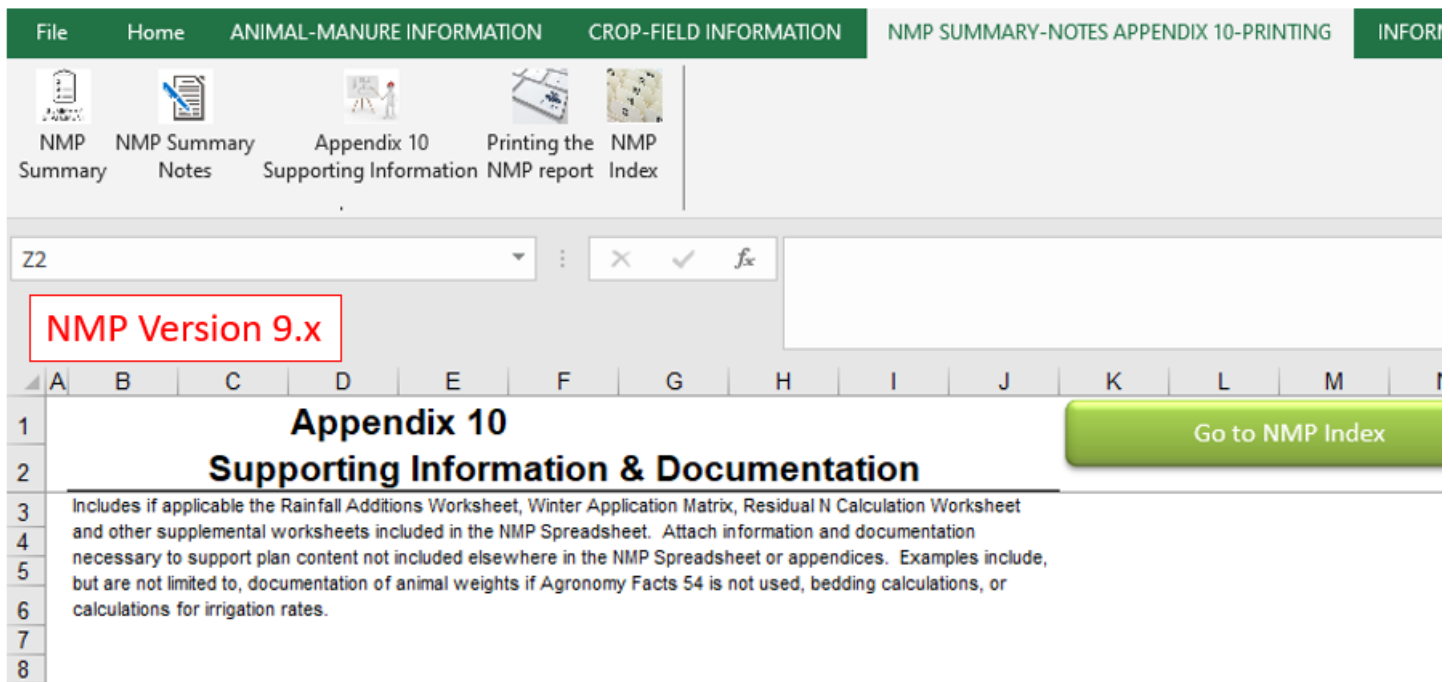 File Home ANIMAL-MANURE INFORMATION CROP-FIELD INFORMATION NMP SUMMARY-NOTES APPENDIX 10-PRINTING INFORM
NMP NMP Summary Appendix 10 Printing the NMP
Summary Notes Supporting Information NMP report Index
Z2 fx
NMP Version 9.x
A B C D E F G H I J K L M N
1 Appendix 10 Go to NMP Index
2 Supporting Information & Documentation
3 Includes if applicable the Rainfall Additions Worksheet, Winter Application Matrix, Residual N Calculation Worksheet
4 and other supplemental worksheets included in the NMP Spreadsheet. Attach information and documentation
5 necessary to support plan content not included elsewhere in the NMP Spreadsheet or appendices. Examples include,
but are not limited to, documentation of animal weights if Agronomy Facts 54 is not used, bedding calculations, or
6 calculations for irrigation rates.
7
8